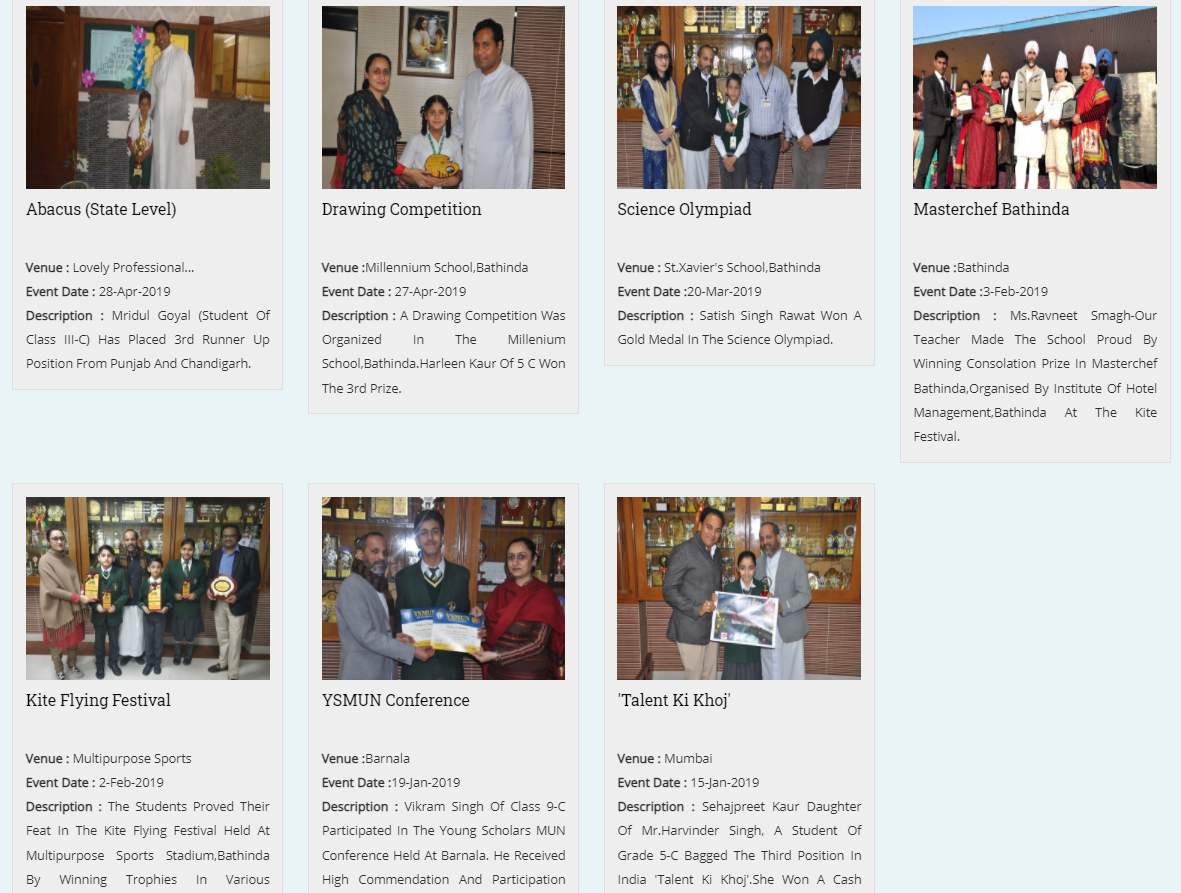 Abacus (State Level)
Venue : Lovely Professional...
Event Date : 28-Apr-2019
Description : Mridul Goyal (Student Of
Class III-C) Has Placed 3rd Runner Up
Position From Punjab And Chandigarh.
Drawing Competition
Venue :Millennium School,Bathinda
Event Date : 27-Apr-2019
Description : A Drawing Competition Was
Organized In The Millenium
School,Bathinda.Harleen Kaur Of 5 C Won
The 3rd Prize.
Science Olympiad
Venue : St.Xavier's School,Bathinda
Event Date :20-Mar-2019
Description : Satish Singh Rawat Won A
Gold Medal In The Science Olympiad.
Masterchef Bathinda
Venue :Bathinda
Event Date :3-Feb-2019
Description : Ms.Ravneet Smagh-Our
Teacher Made The School Proud By
Winning Consolation Prize In Masterchef
Bathinda,Organised By Institute Of Hotel
Management,Bathinda At The Kite
Festival.
Kite Flying Festival
Venue : Multipurpose Sports
Event Date : 2-Feb-2019
Description : The Students Proved Their
Feat In The Kite Flying Festival Held At
Multipurpose Sports Stadium,Bathinda
By Winning Trophies In Various
YSMUN Conference
Venue :Barnala
Event Date :19-Jan-2019
Description : Vikram Singh Of Class 9-C
Participated In The Young Scholars MUN
Conference Held At Barnala. He Received
High Commendation And Participation
'Talent Ki Khoj'
Venue : Mumbai
Event Date : 15-Jan-2019
Description : Sehajpreet Kaur Daughter
Of Mr.Harvinder Singh, A Student Of
Grade 5-C Bagged The Third Position In
India 'Talent Ki Khoj'.She Won A Cash